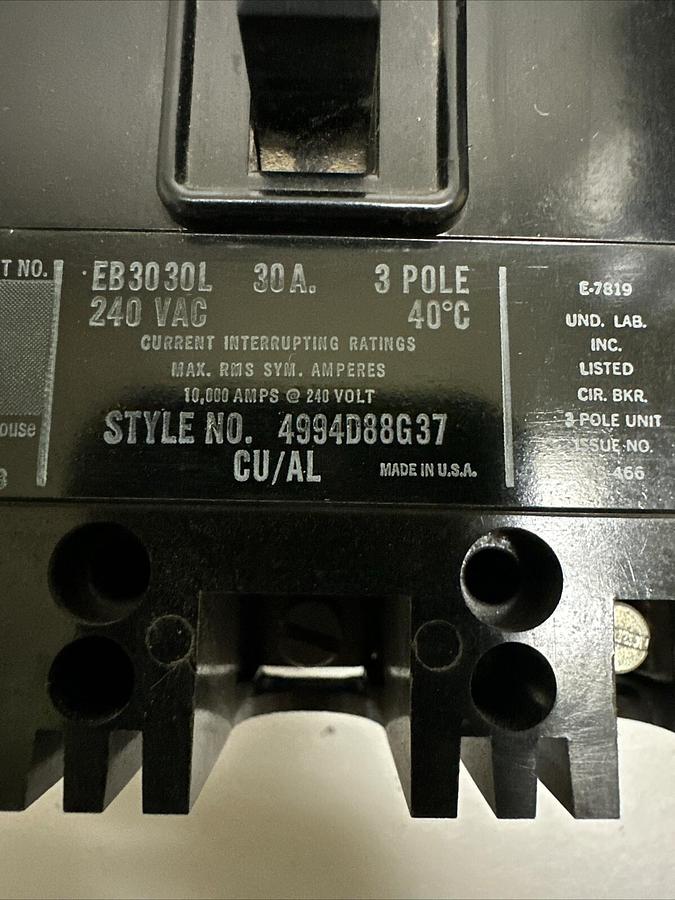 T NO.
EB3030L 30A. 3 POLE
240 VAC 40°C
CURRENT INTERRUPTING RATINGS
MAX. RMS SYM. AMPERES
10,000 AMPS @ 240 VOLT
STYLE NO. 4994D88G37
CU/AL MADE IN U.S.A.
ouse
E-7819
UND. LAB.
INC.
LISTED
CIR. BKR.
3 POLE UNIT
ISSUE NO.
466